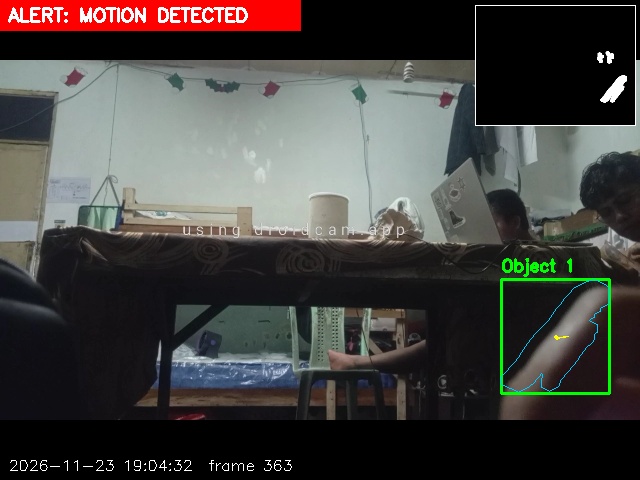 ALERT: MOTION DETECTED
using droidcam app
Object 1
2026-11-23 19:04:32 frame 363